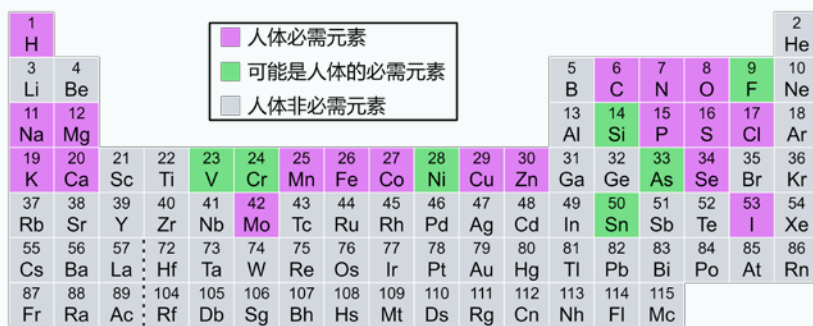 1 2
H He
人体必需元素
可能是人体的必需元素
人体非必需元素
3 4 5 6 7 8 9 10
Li Be B C N O F Ne
11 12 13 14 15 16 17 18
Na Mg Al Si P S Cl Ar
19 20 21 22 23 24 25 26 27 28 29 30 31 32 33 34 35 36
K Ca Sc Ti V Cr Mn Fe Co Ni Cu Zn Ga Ge As Se Br Kr
37 38 39 40 41 42 43 44 45 46 47 48 49 50 51 52 53 54
Rb Sr Y Zr Nb Mo Tc Ru Rh Pd Ag Cd In Sn Sb Te I Xe
55 56 57 72 73 74 75 76 77 78 79 80 81 82 83 84 85 86
Cs Ba La Hf Ta W Re Os Ir Pt Au Hg Tl Pb Bi Po At Rn
87 88 89 104 105 106 107 108 109 110 111 112 113 114 115
Fr Ra Ac Rf Db Sg Bh Hs Mt Ds Rg Cn Nh Fl Mc